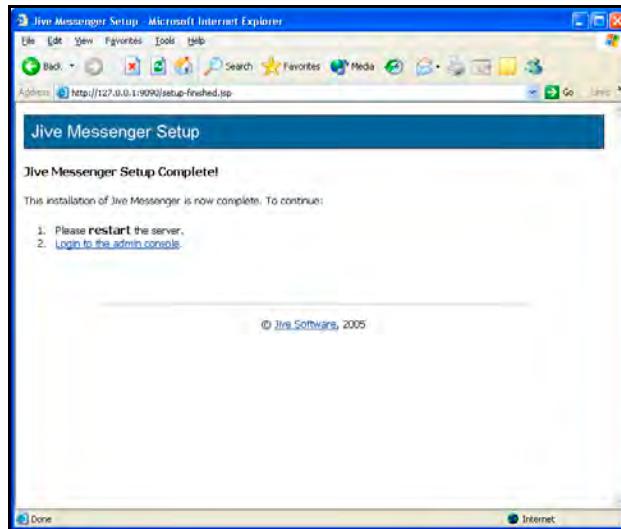 Jive Messenger Setup - Microsoft Internet Explorer
File Edit View Favorites Tools Help
Back Search Favorites Media
Address http://127.0.0.1:9090/setup-finished.jsp Go Links
Jive Messenger Setup
Jive Messenger Setup Complete!
This installation of Jive Messenger is now complete. To continue:
1. Please restart the server.
2. Login to the admin console.
© Jive Software, 2005
Done Internet